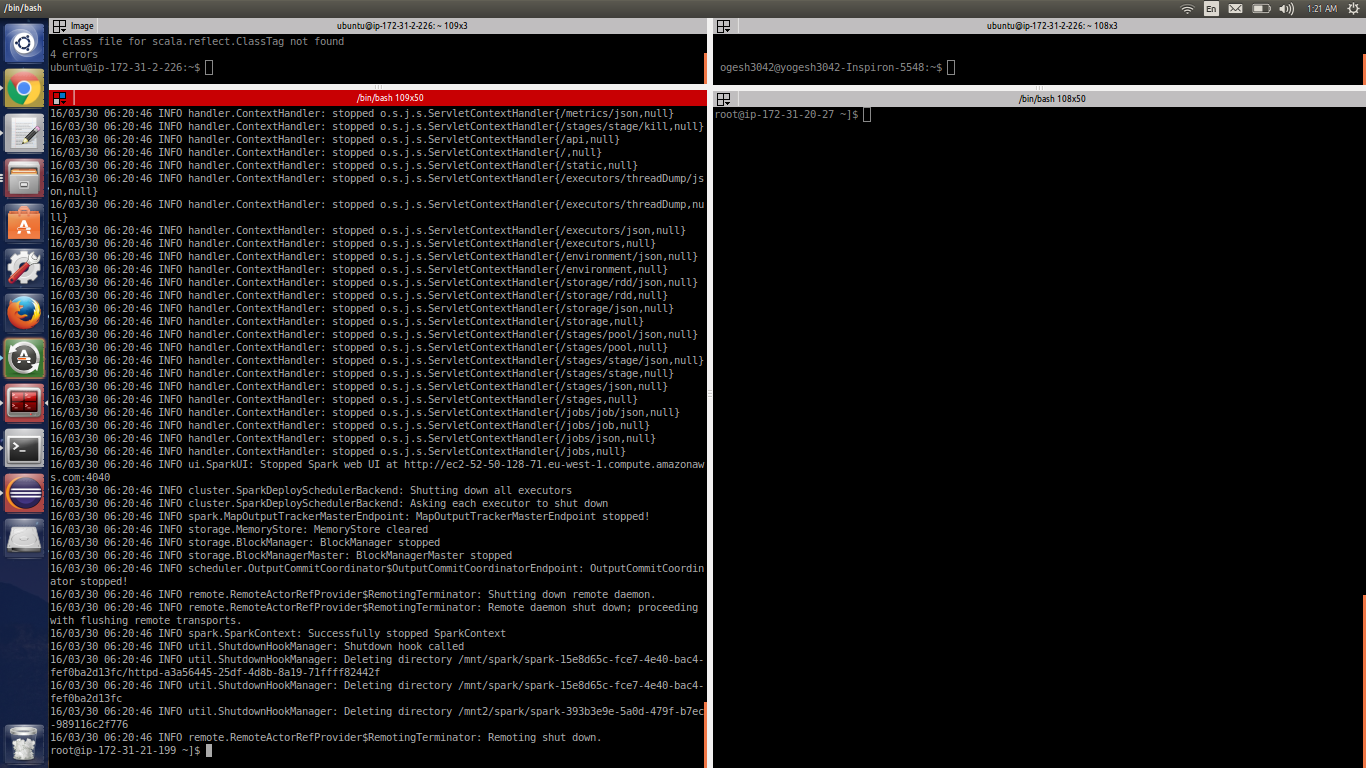 /bin/bash
En
1:21 AM
Image
ubuntu@ip-172-31-2-226: ~ 109x3
class file for scala.reflect.ClassTag not found
4 errors
ubuntu@ip-172-31-2-226:~$
ubuntu@ip-172-31-2-226: ~ 108x3
ogesh3042@yogesh3042-Inspiron-5548:~$
/bin/bash 109x50
16/03/30 06:20:46 INFO handler.ContextHandler: stopped o.s.j.s.ServletContextHandler{/metrics/json,null}
16/03/30 06:20:46 INFO handler.ContextHandler: stopped o.s.j.s.ServletContextHandler{/stages/stage/kill,null}
16/03/30 06:20:46 INFO handler.ContextHandler: stopped o.s.j.s.ServletContextHandler{/api,null}
16/03/30 06:20:46 INFO handler.ContextHandler: stopped o.s.j.s.ServletContextHandler{/,null}
16/03/30 06:20:46 INFO handler.ContextHandler: stopped o.s.j.s.ServletContextHandler{/static,null}
16/03/30 06:20:46 INFO handler.ContextHandler: stopped o.s.j.s.ServletContextHandler{/executors/threadDump/js
on,null}
16/03/30 06:20:46 INFO handler.ContextHandler: stopped o.s.j.s.ServletContextHandler{/executors/threadDump,nu
ll}
16/03/30 06:20:46 INFO handler.ContextHandler: stopped o.s.j.s.ServletContextHandler{/executors/json,null}
16/03/30 06:20:46 INFO handler.ContextHandler: stopped o.s.j.s.ServletContextHandler{/executors,null}
16/03/30 06:20:46 INFO handler.ContextHandler: stopped o.s.j.s.ServletContextHandler{/environment/json,null}
16/03/30 06:20:46 INFO handler.ContextHandler: stopped o.s.j.s.ServletContextHandler{/environment,null}
16/03/30 06:20:46 INFO handler.ContextHandler: stopped o.s.j.s.ServletContextHandler{/storage/rdd/json,null}
16/03/30 06:20:46 INFO handler.ContextHandler: stopped o.s.j.s.ServletContextHandler{/storage/rdd,null}
16/03/30 06:20:46 INFO handler.ContextHandler: stopped o.s.j.s.ServletContextHandler{/storage/json,null}
16/03/30 06:20:46 INFO handler.ContextHandler: stopped o.s.j.s.ServletContextHandler{/storage,null}
16/03/30 06:20:46 INFO handler.ContextHandler: stopped o.s.j.s.ServletContextHandler{/stages/pool/json,null}
16/03/30 06:20:46 INFO handler.ContextHandler: stopped o.s.j.s.ServletContextHandler{/stages/pool,null}
16/03/30 06:20:46 INFO handler.ContextHandler: stopped o.s.j.s.ServletContextHandler{/stages/stage/json,null}
16/03/30 06:20:46 INFO handler.ContextHandler: stopped o.s.j.s.ServletContextHandler{/stages/stage,null}
16/03/30 06:20:46 INFO handler.ContextHandler: stopped o.s.j.s.ServletContextHandler{/stages/json,null}
16/03/30 06:20:46 INFO handler.ContextHandler: stopped o.s.j.s.ServletContextHandler{/stages,null}
16/03/30 06:20:46 INFO handler.ContextHandler: stopped o.s.j.s.ServletContextHandler{/jobs/job/json,null}
16/03/30 06:20:46 INFO handler.ContextHandler: stopped o.s.j.s.ServletContextHandler{/jobs/job,null}
16/03/30 06:20:46 INFO handler.ContextHandler: stopped o.s.j.s.ServletContextHandler{/jobs/json,null}
16/03/30 06:20:46 INFO handler.ContextHandler: stopped o.s.j.s.ServletContextHandler{/jobs,null}
16/03/30 06:20:46 INFO ui.SparkUI: Stopped Spark web UI at http://ec2-52-50-128-71.eu-west-1.compute.amazonaw
s.com:4040
16/03/30 06:20:46 INFO cluster.SparkDeploySchedulerBackend: Shutting down all executors
16/03/30 06:20:46 INFO cluster.SparkDeploySchedulerBackend: Asking each executor to shut down
16/03/30 06:20:46 INFO spark.MapOutputTrackerMasterEndpoint: MapOutputTrackerMasterEndpoint stopped!
16/03/30 06:20:46 INFO storage.MemoryStore: MemoryStore cleared
16/03/30 06:20:46 INFO storage.BlockManager: BlockManager stopped
16/03/30 06:20:46 INFO storage.BlockManagerMaster: BlockManagerMaster stopped
16/03/30 06:20:46 INFO scheduler.OutputCommitCoordinator$OutputCommitCoordinatorEndpoint: OutputCommitCoordin
ator stopped!
16/03/30 06:20:46 INFO remote.RemoteActorRefProvider$RemotingTerminator: Shutting down remote daemon.
16/03/30 06:20:46 INFO remote.RemoteActorRefProvider$RemotingTerminator: Remote daemon shut down; proceeding
with flushing remote transports.
16/03/30 06:20:46 INFO spark.SparkContext: Successfully stopped SparkContext
16/03/30 06:20:46 INFO util.ShutdownHookManager: Shutdown hook called
16/03/30 06:20:46 INFO util.ShutdownHookManager: Deleting directory /mnt/spark/spark-15e8d65c-fce7-4e40-bac4-
fef0ba2d13fc/httpd-a3a56445-25df-4d8b-8a19-71ffff82442f
16/03/30 06:20:46 INFO util.ShutdownHookManager: Deleting directory /mnt/spark/spark-15e8d65c-fce7-4e40-bac4-
fef0ba2d13fc
16/03/30 06:20:46 INFO util.ShutdownHookManager: Deleting directory /mnt2/spark/spark-393b3e9e-5a0d-479f-b7ec
-989116c2f776
16/03/30 06:20:46 INFO remote.RemoteActorRefProvider$RemotingTerminator: Remoting shut down.
root@ip-172-31-21-199 ~]$
/bin/bash 108x50
root@ip-172-31-20-27 ~]$